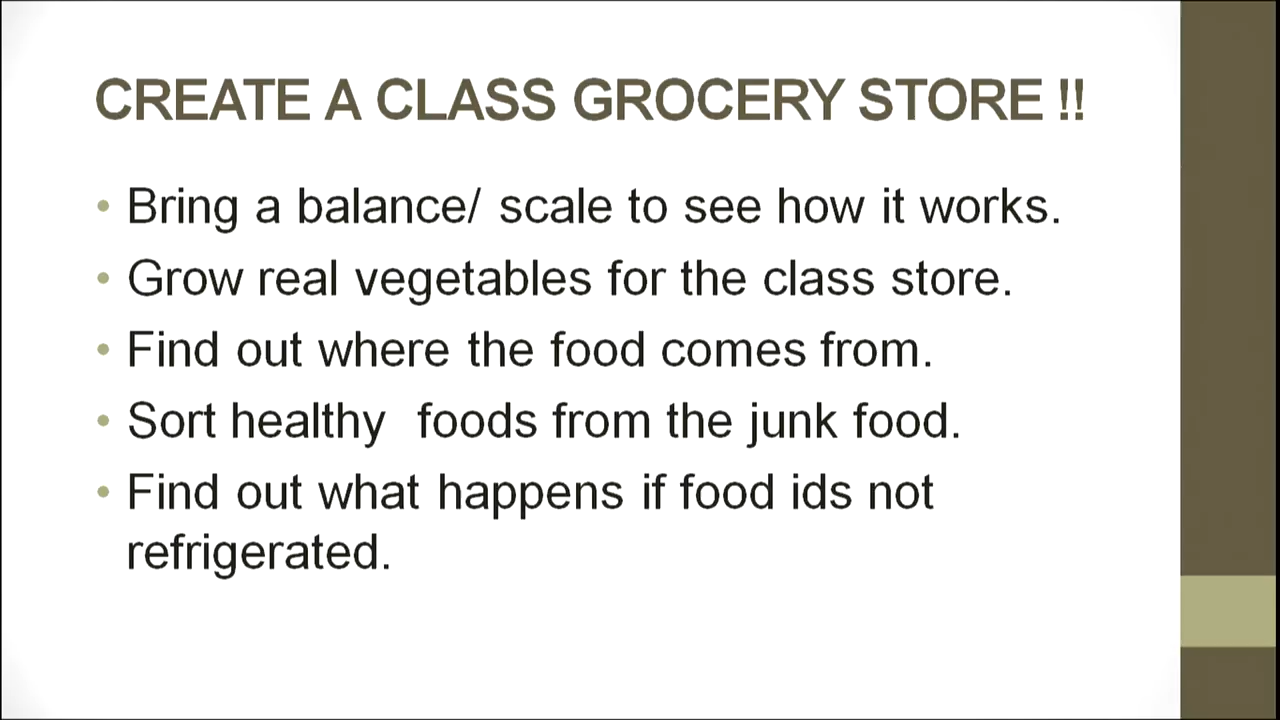 CREATE A CLASS GROCERY STORE !!
• Bring a balance/ scale to see how it works.
• Grow real vegetables for the class store.
• Find out where the food comes from.
• Sort healthy  foods from the junk food.
• Find out what happens if food ids not
refrigerated.